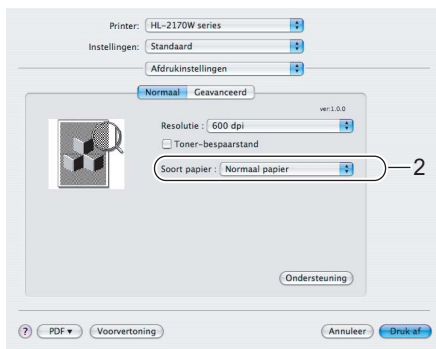 Printer: HL-2170W series
Instellingen: Standaard
Afdrukinstellingen
Normaal Geavanceerd
ver:1.0.0
Resolutie : 600 dpi
Toner-bespaarstand
Soort papier : Normaal papier
2
Ondersteuning
? PDF ▾ Voorvertoning Annuleer Druk af